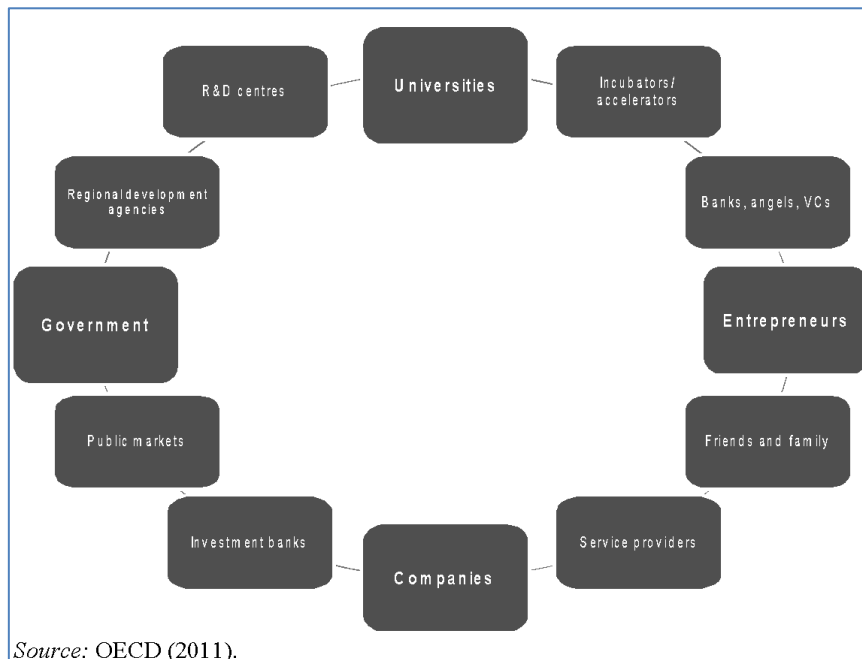 Universities
R&D centres
Incubators/
accelerators
Regional development
agencies
Banks, angels, VCs
Government
Entrepreneurs
Public markets
Friends and family
Investment banks
Service providers
Companies
Source: OECD (2011).